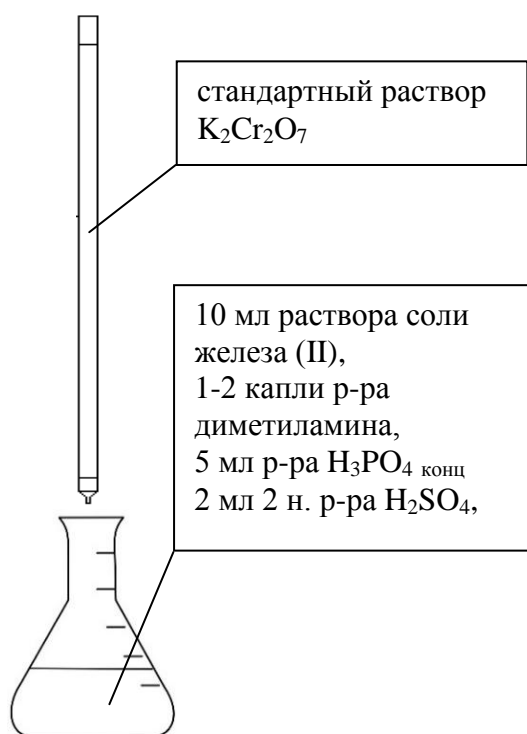 стандартный раствор
K₂Cr₂O₇
10 мл раствора соли
железа (II),
1-2 капли р-ра
диметиламина,
5 мл р-ра H₃PO₄ конц
2 мл 2 н. р-ра H₂SO₄,